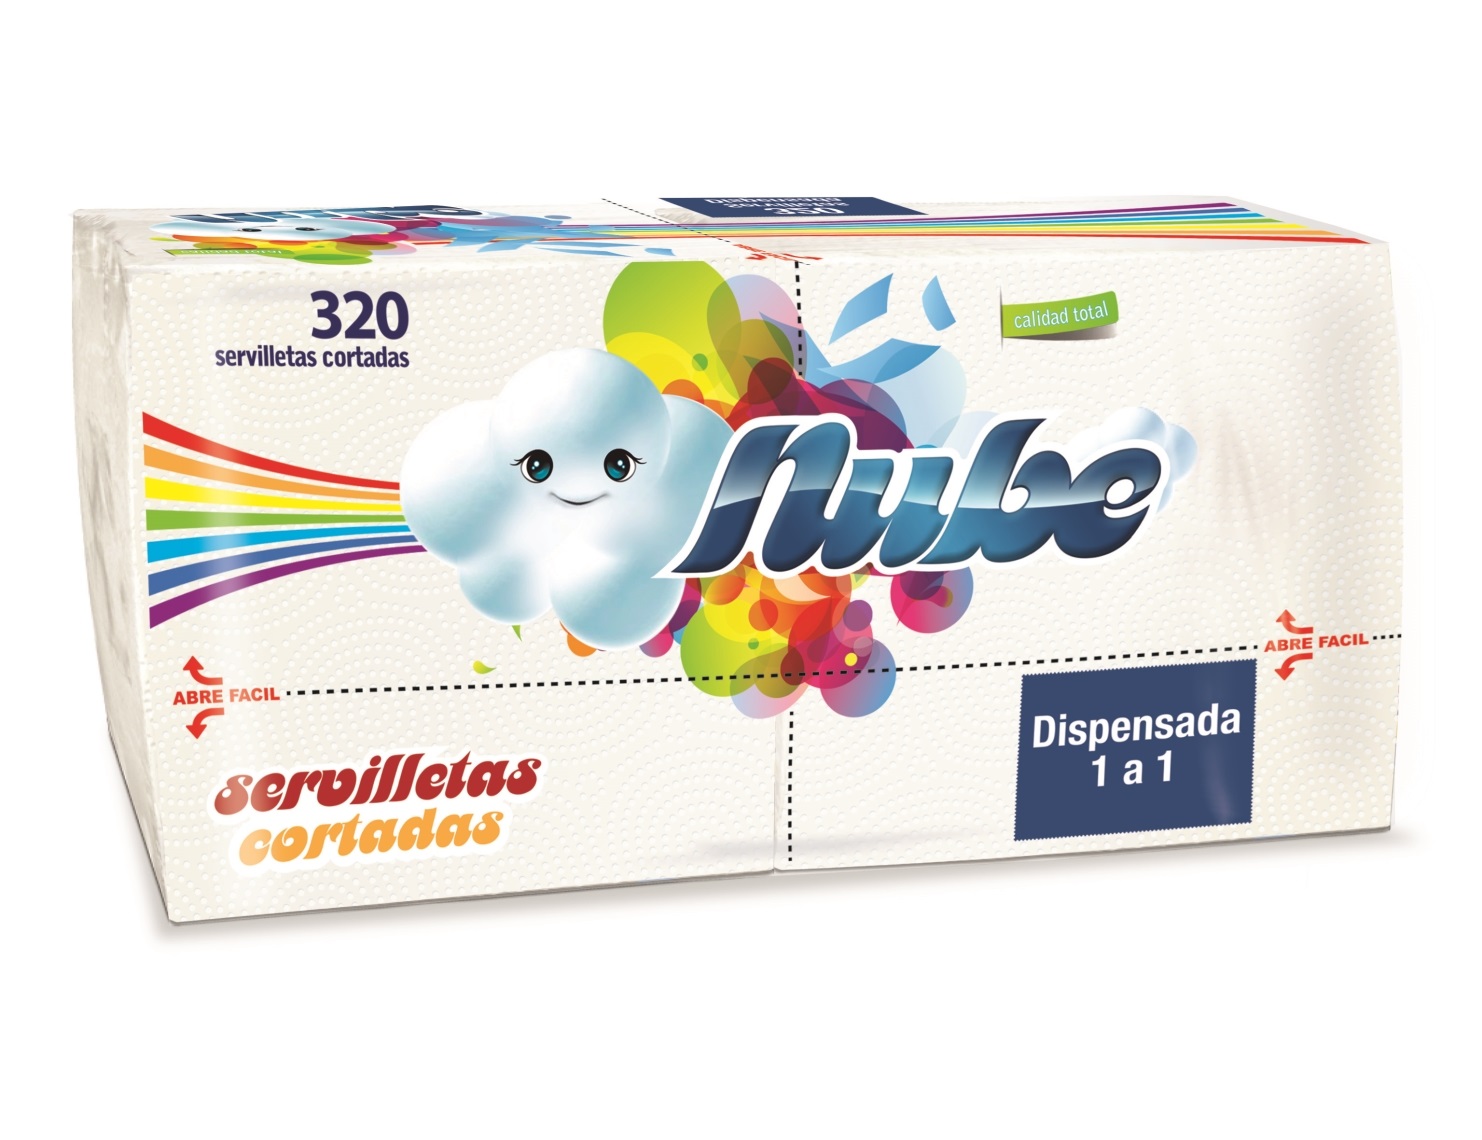 320
servilletas cortadas
calidad total
nube
ABRE FACIL
ABRE FACIL
Dispensada
1 a 1
servilletas
cortadas